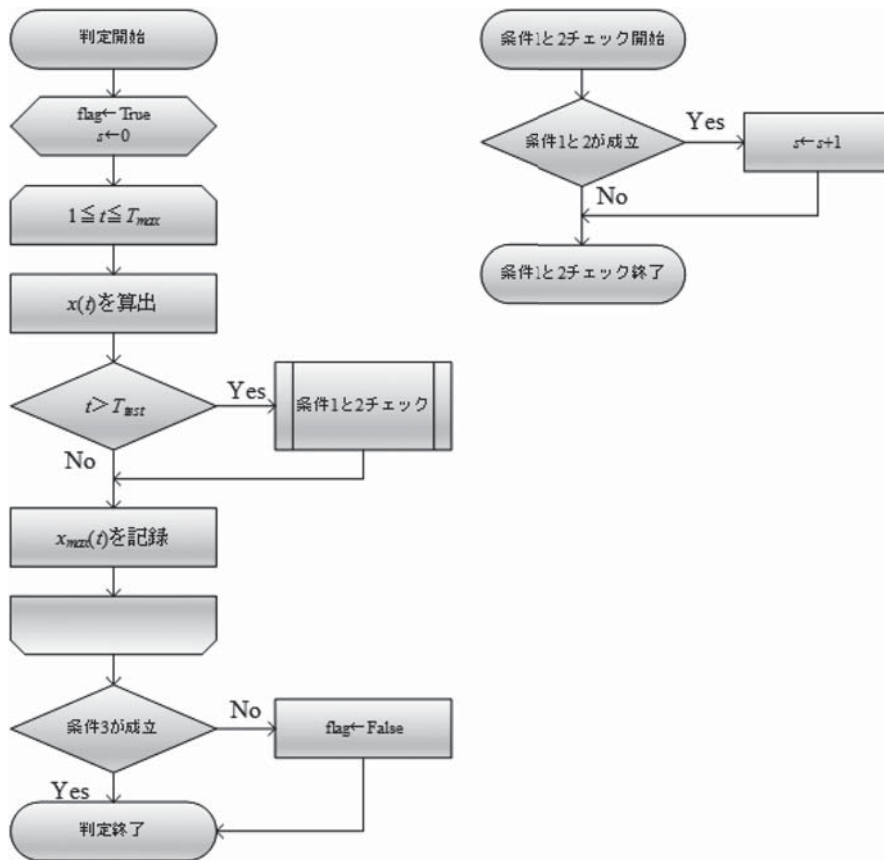 判定開始
flag←True
s←0
1≦t≦Tmax
x(t)を算出
t＞Ttest
Yes
条件1と2チェック
No
xmax(t)を記録
条件3が成立
No
flag←False
Yes
判定終了
条件1と2チェック開始
条件1と2が成立
Yes
s←s+1
No
条件1と2チェック終了